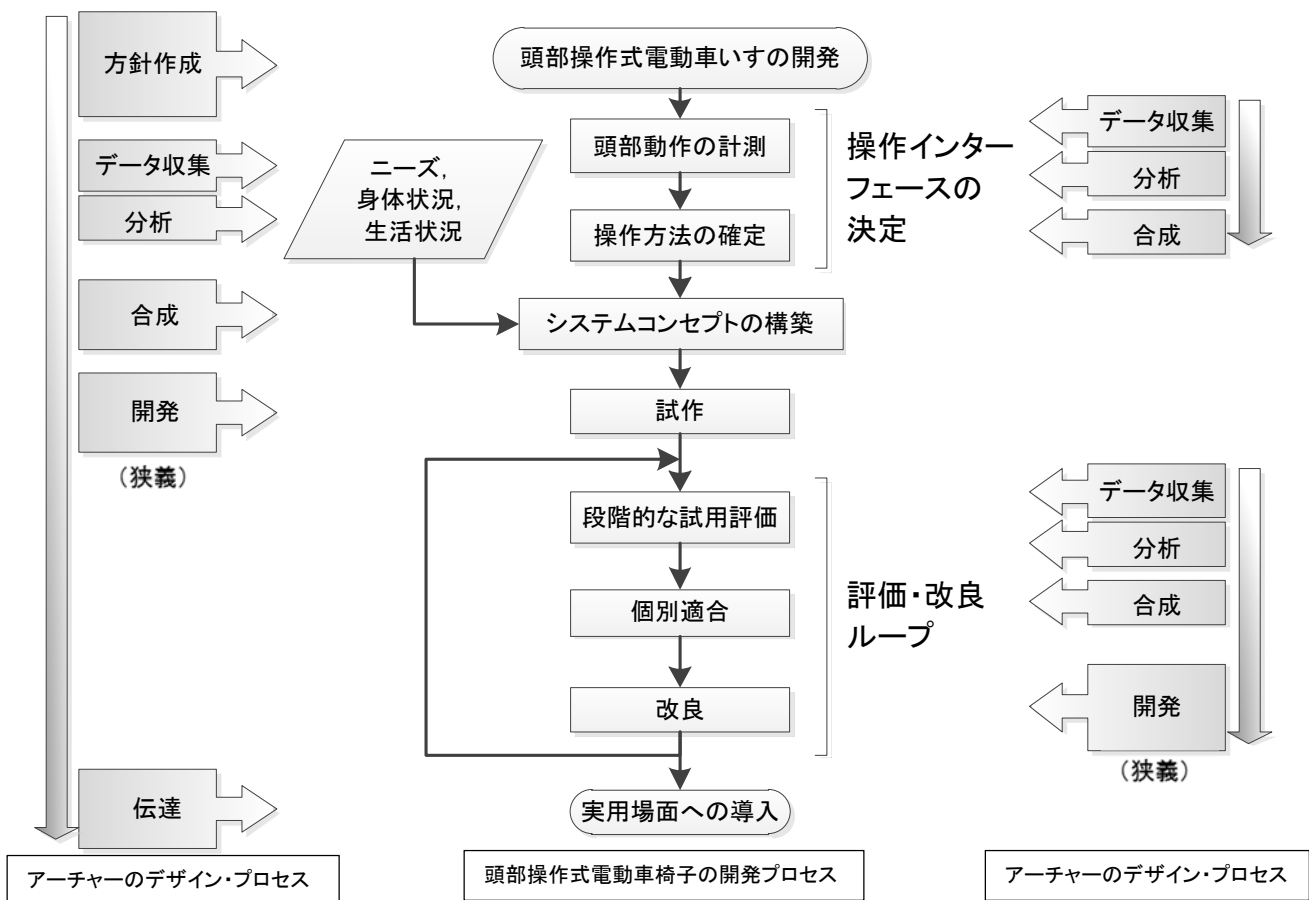 方針作成
データ収集
分析
合成
開発
（狭義）
伝達
アーチャーのデザイン・プロセス
頭部操作式電動車いすの開発
頭部動作の計測
操作方法の確定
ニーズ,
身体状況,
生活状況
システムコンセプトの構築
試作
段階的な試用評価
個別適合
改良
実用場面への導入
頭部操作式電動車椅子の開発プロセス
操作インター
フェースの
決定
評価・改良
ループ
データ収集
分析
合成
データ収集
分析
合成
開発
（狭義）
アーチャーのデザイン・プロセス